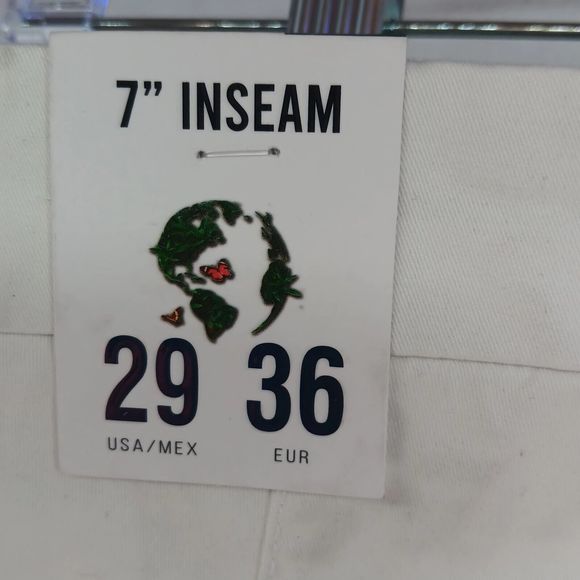 7” INSEAM
29 36
USA/MEX EUR